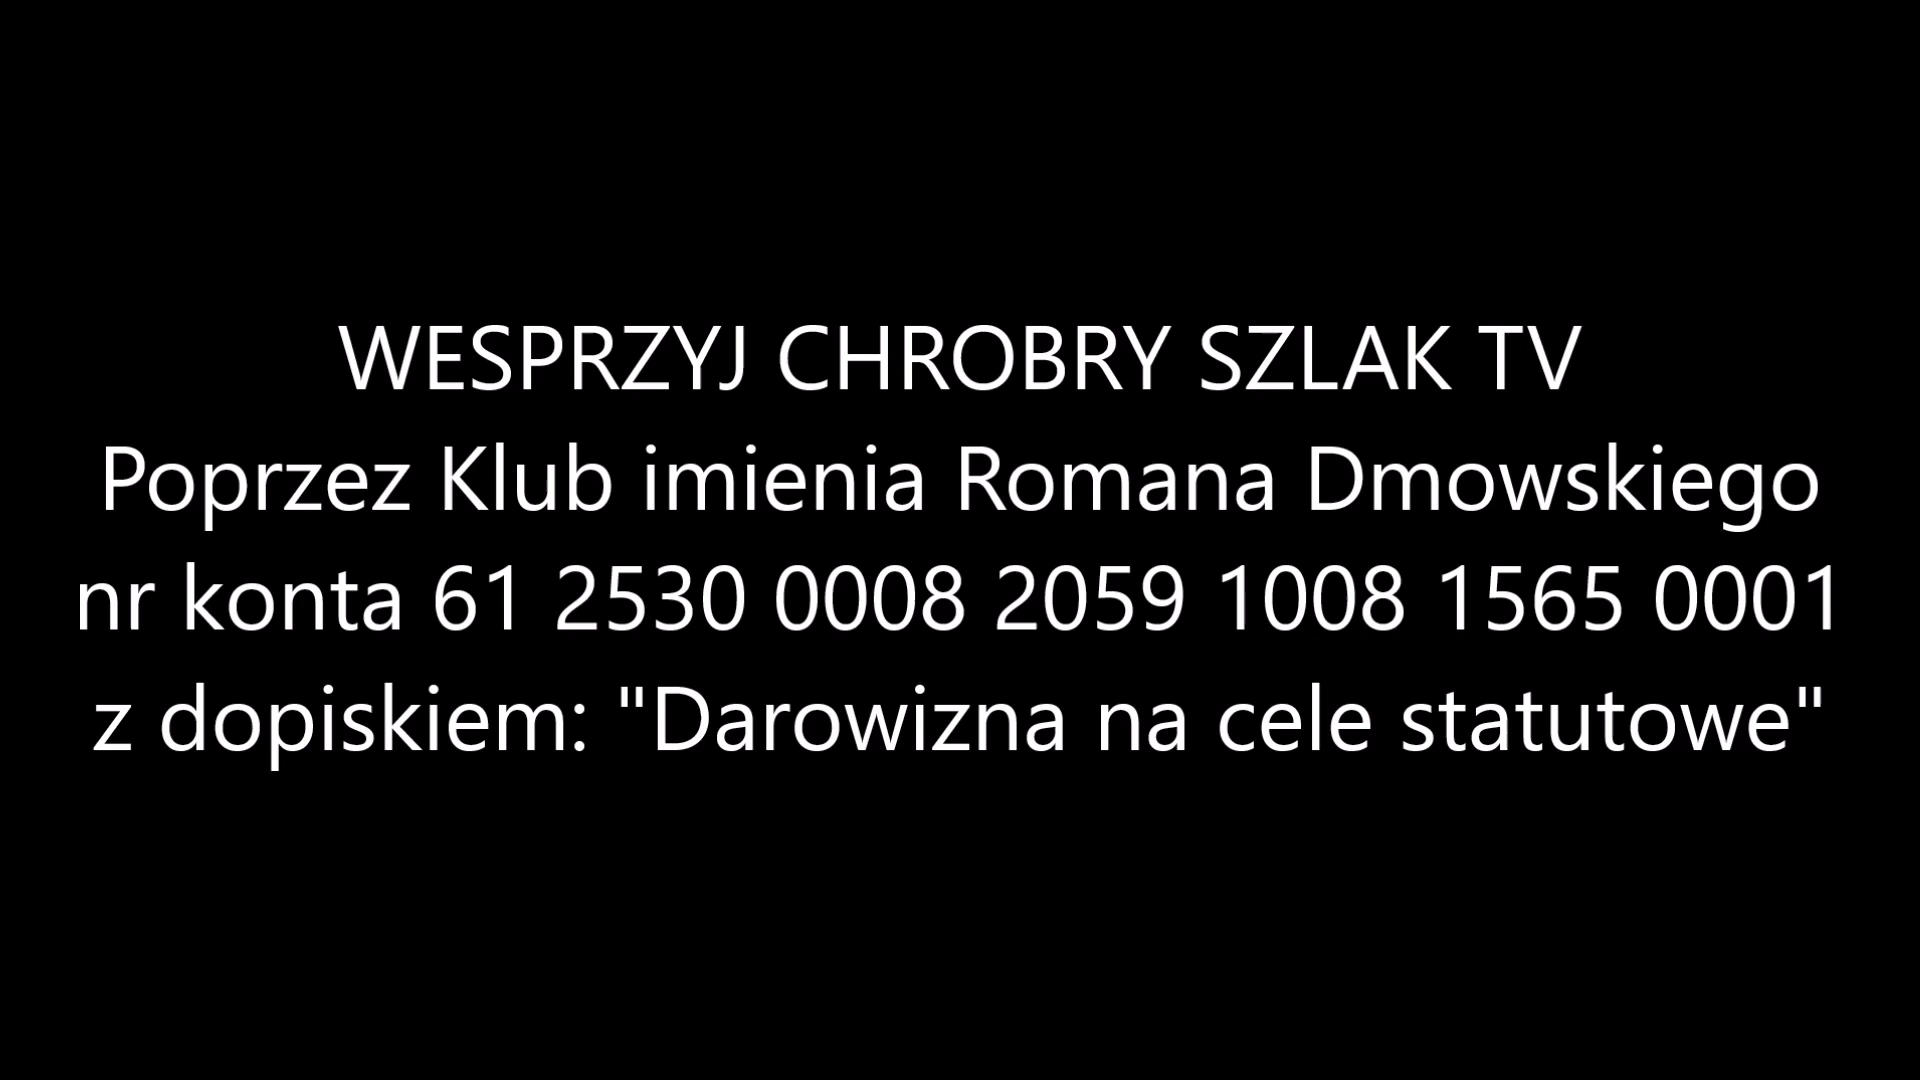 WESPRZYJ CHROBRY SZLAK TV
Poprzez Klub imienia Romana Dmowskiego
nr konta 61 2530 0008 2059 1008 1565 0001
z dopiskiem: "Darowizna na cele statutowe"